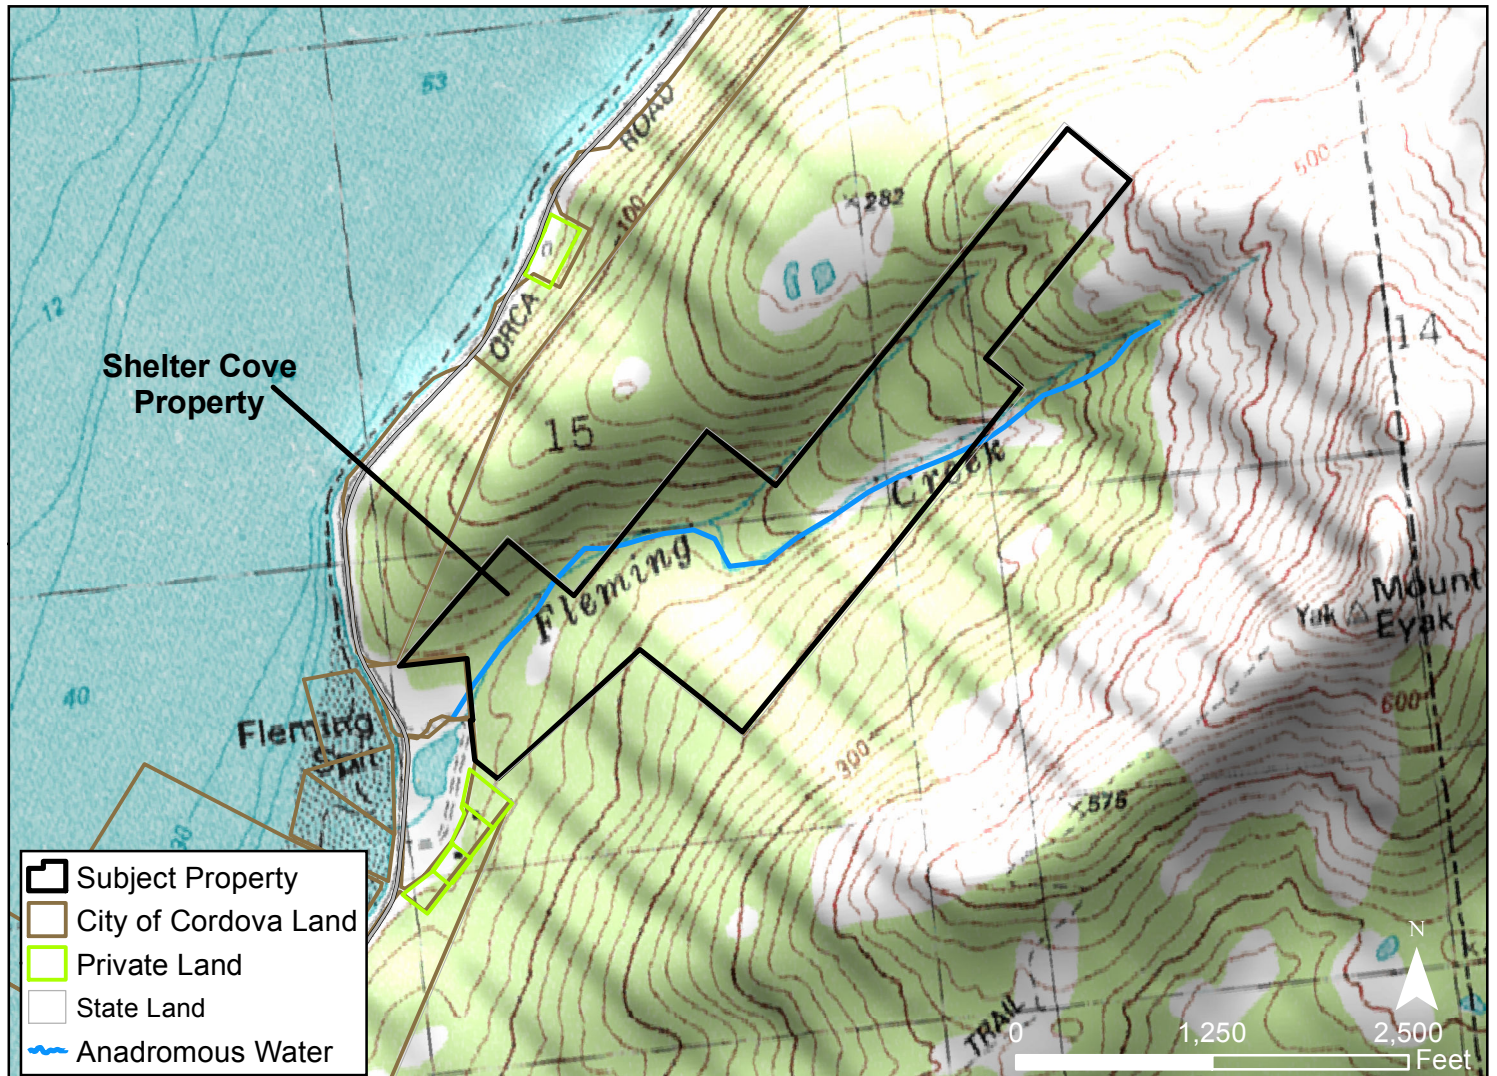 53
ROAD
100
282
500
12
ORCA
14
Shelter Cove
Property
15
Creek
Fleming
Mount
Eyak
Yak
40
600
Fleming
Spit
300
575
36
Subject Property
City of Cordova Land
Private Land
State Land
Anadromous Water
N
TRAIL
0 1,250 2,500
Feet